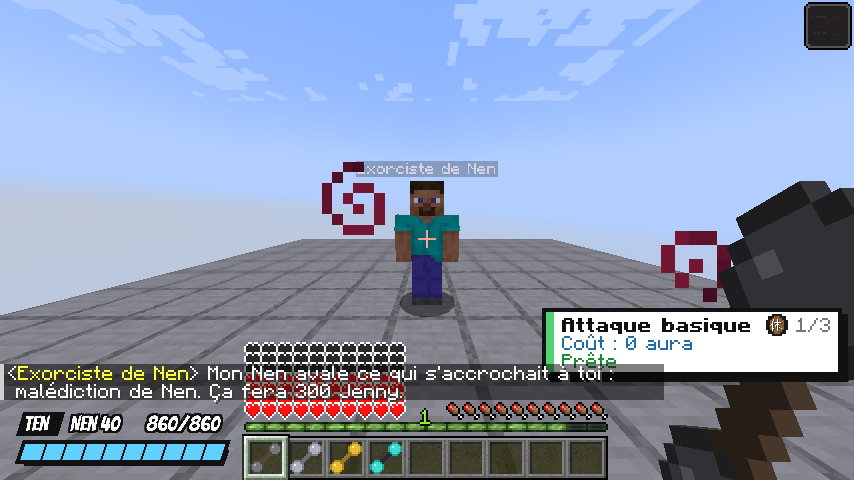 Exorciste de Nen
Attaque basique 休 1/3
Coût : 0 aura
Prête
<Exorciste de Nen> Mon Nen avale ce qui s'accrochait à toi :
malédiction de Nen. Ça fera 300 Jenny.
TEN NEN 40 860/860
1